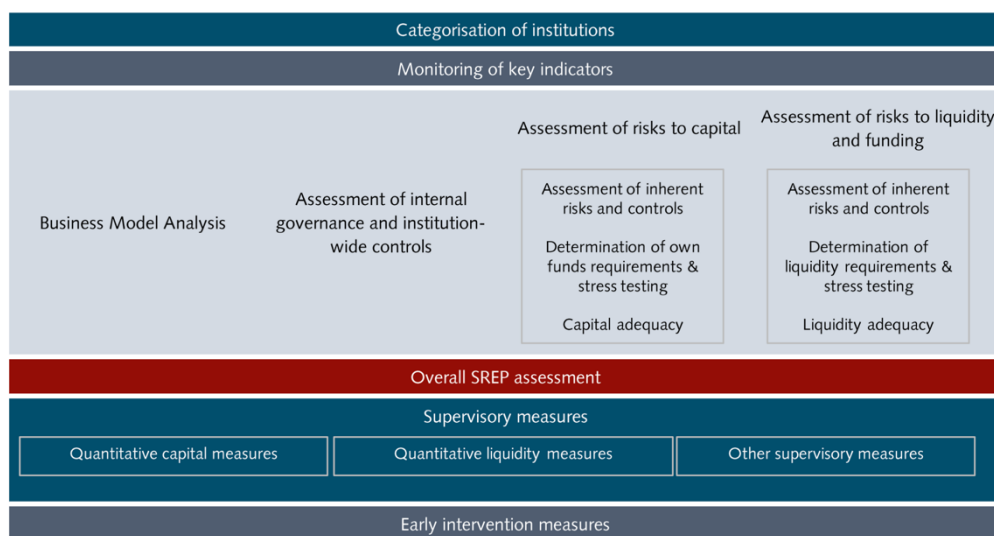 Categorisation of institutions
Monitoring of key indicators
Business Model Analysis
Assessment of internal
governance and institution-
wide controls
Assessment of risks to capital
Assessment of inherent
risks and controls
Determination of own
funds requirements &
stress testing
Capital adequacy
Assessment of risks to liquidity
and funding
Assessment of inherent
risks and controls
Determination of
liquidity requirements &
stress testing
Liquidity adequacy
Overall SREP assessment
Supervisory measures
Quantitative capital measures
Quantitative liquidity measures
Other supervisory measures
Early intervention measures